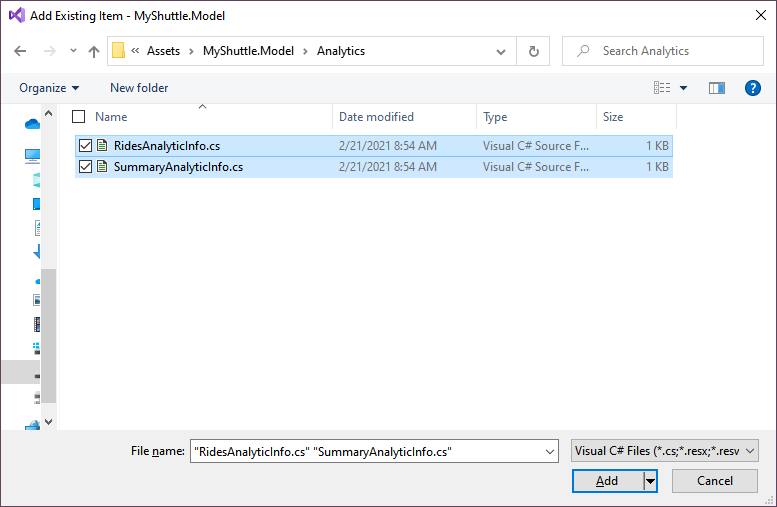 Add Existing Item - MyShuttle.Model
« Assets > MyShuttle.Model > Analytics
Search Analytics
Organize
New folder
?
Name
Date modified
Type
Size
RidesAnalyticInfo.cs 2/21/2021 8:54 AM Visual C# Source F... 1 KB
SummaryAnalyticInfo.cs 2/21/2021 8:54 AM Visual C# Source F... 1 KB
File name: "RidesAnalyticInfo.cs" "SummaryAnalyticInfo.cs"
Visual C# Files (*.cs;*.resx;*.resv
Add
Cancel